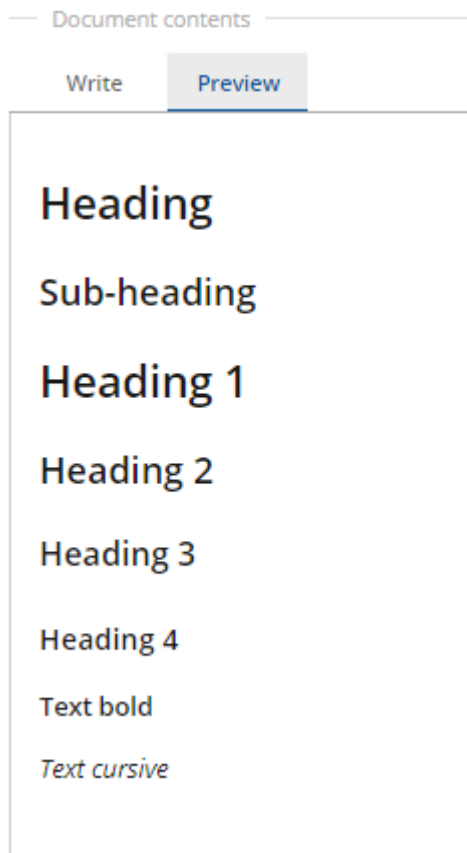 Document contents
Write Preview
Heading
Sub-heading
Heading 1
Heading 2
Heading 3
Heading 4
Text bold
Text cursive